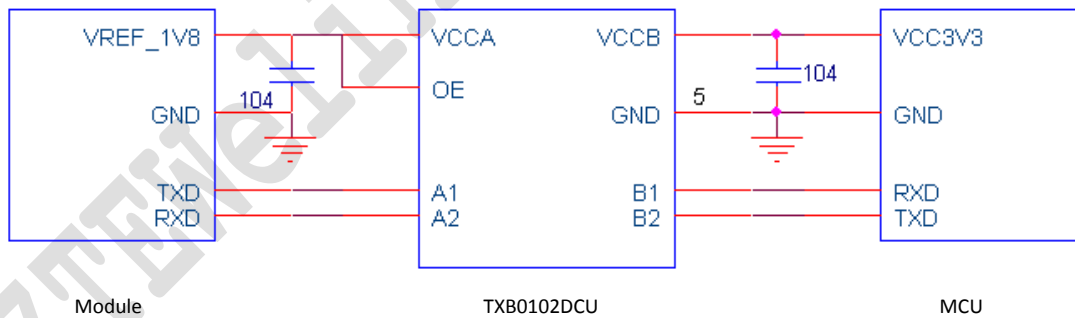 VREF_1V8 VCCA VCCB VCC3V3
104 OE 104
GND GND 5 GND
TXD A1 B1 RXD
RXD A2 B2 TXD
Module TXB0102DCU MCU
ZTEWeli